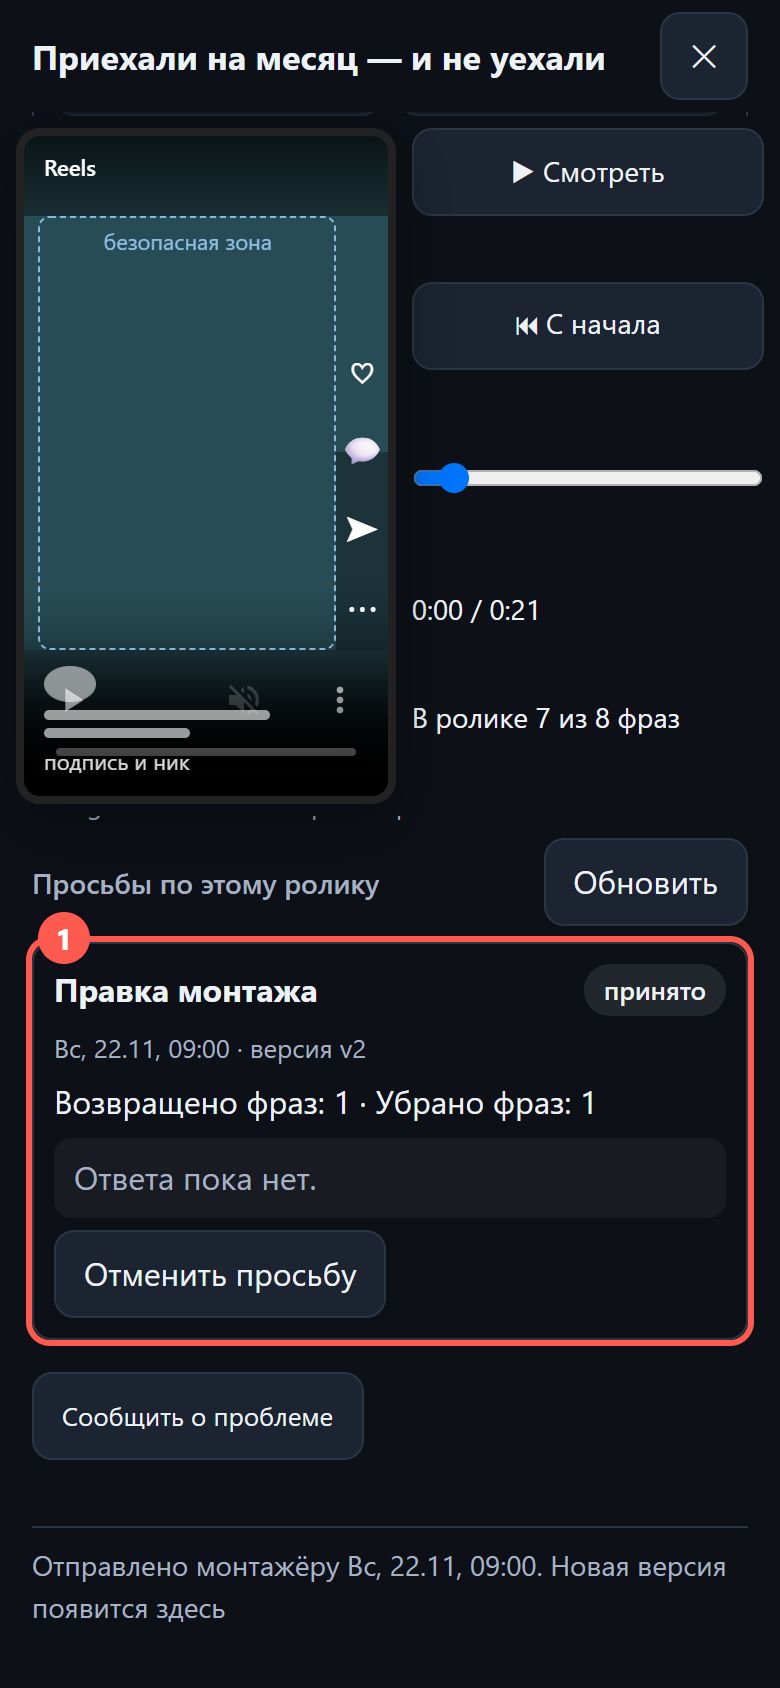 Приехали на месяц — и не уехали
Reels
безопасная зона
подпись и ник
Смотреть
С начала
0:00 / 0:21
В ролике 7 из 8 фраз
Просьбы по этому ролику
Обновить
1
Правка монтажа
принято
Вс, 22.11, 09:00 · версия v2
Возвращено фраз: 1 · Убрано фраз: 1
Ответа пока нет.
Отменить просьбу
Сообщить о проблеме
Отправлено монтажёру Вс, 22.11, 09:00. Новая версия
появится здесь